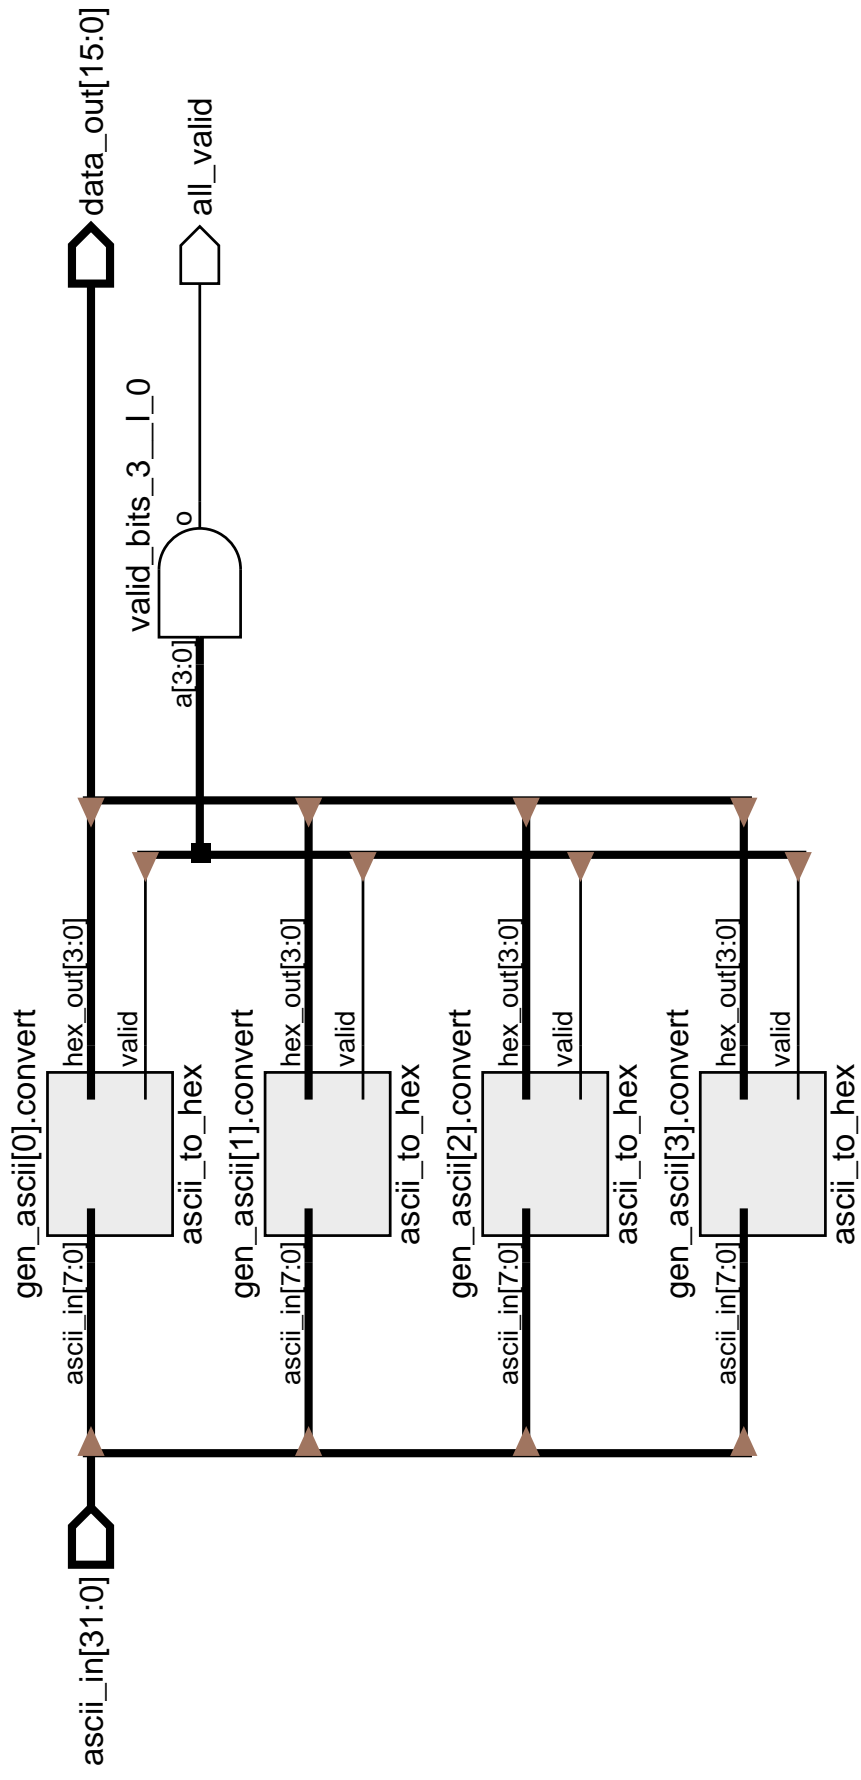 data_out[15:0]
all_valid
valid_bits_3__I_0
o
a[3:0]
gen_ascii[0].convert
hex_out[3:0]
valid
ascii_in[7:0]
ascii_to_hex
gen_ascii[1].convert
hex_out[3:0]
valid
ascii_in[7:0]
ascii_to_hex
gen_ascii[2].convert
hex_out[3:0]
valid
ascii_in[7:0]
ascii_to_hex
gen_ascii[3].convert
hex_out[3:0]
valid
ascii_in[7:0]
ascii_to_hex
ascii_in[31:0]